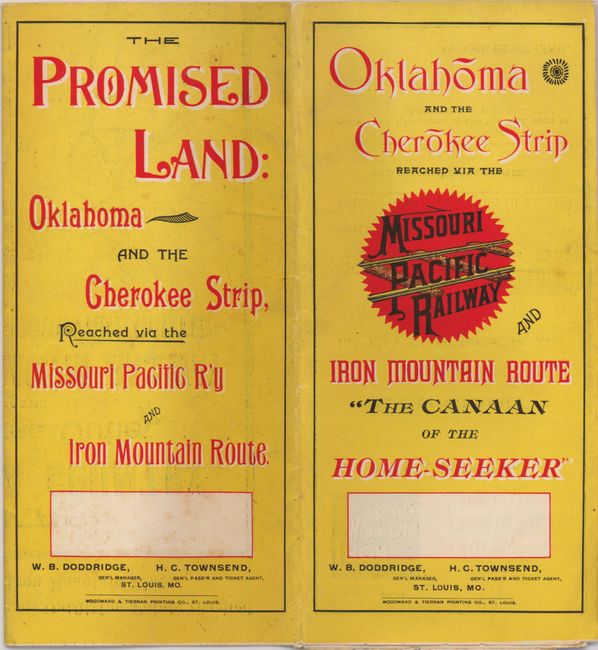 THE
PROMISED
LAND:
Oklahoma
AND THE
Cherokee Strip,
Reached via the
Missouri Pacific R'y
AND
Iron Mountain Route.
W. B. DODDRIDGE, H. C. TOWNSEND,
GEN'L MANAGER, GEN'L PASS'R AND TICKET AGENT,
ST. LOUIS, MO.
WOODWARD & TIERNAN PRINTING CO., ST. LOUIS.
Oklahōma
AND THE
Cherōkee Strip
REACHED VIA THE
MISSOURI
PACIFIC
RAILWAY
AND
IRON MOUNTAIN ROUTE
"THE CANAAN
OF THE
HOME-SEEKER"
W. B. DODDRIDGE, H. C. TOWNSEND,
GEN'L MANAGER, GEN'L PASS'R AND TICKET AGENT,
ST. LOUIS, MO.
WOODWARD & TIERNAN PRINTING CO., ST. LOUIS.